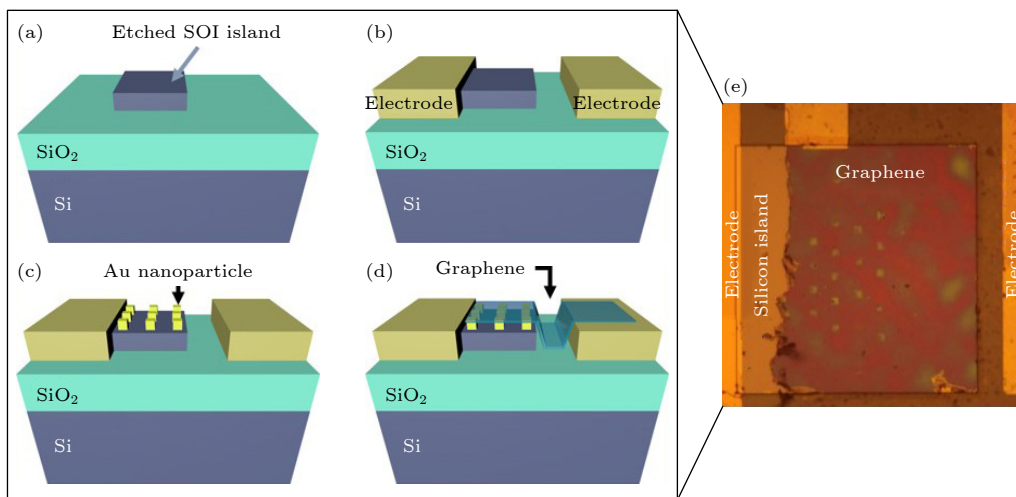 (a)
Etched SOI island
SiO₂
Si
(b)
Electrode
Electrode
SiO₂
Si
(c)
Au nanoparticle
SiO₂
Si
(d)
Graphene
SiO₂
Si
(e)
Graphene
Electrode
Silicon island
Electrode